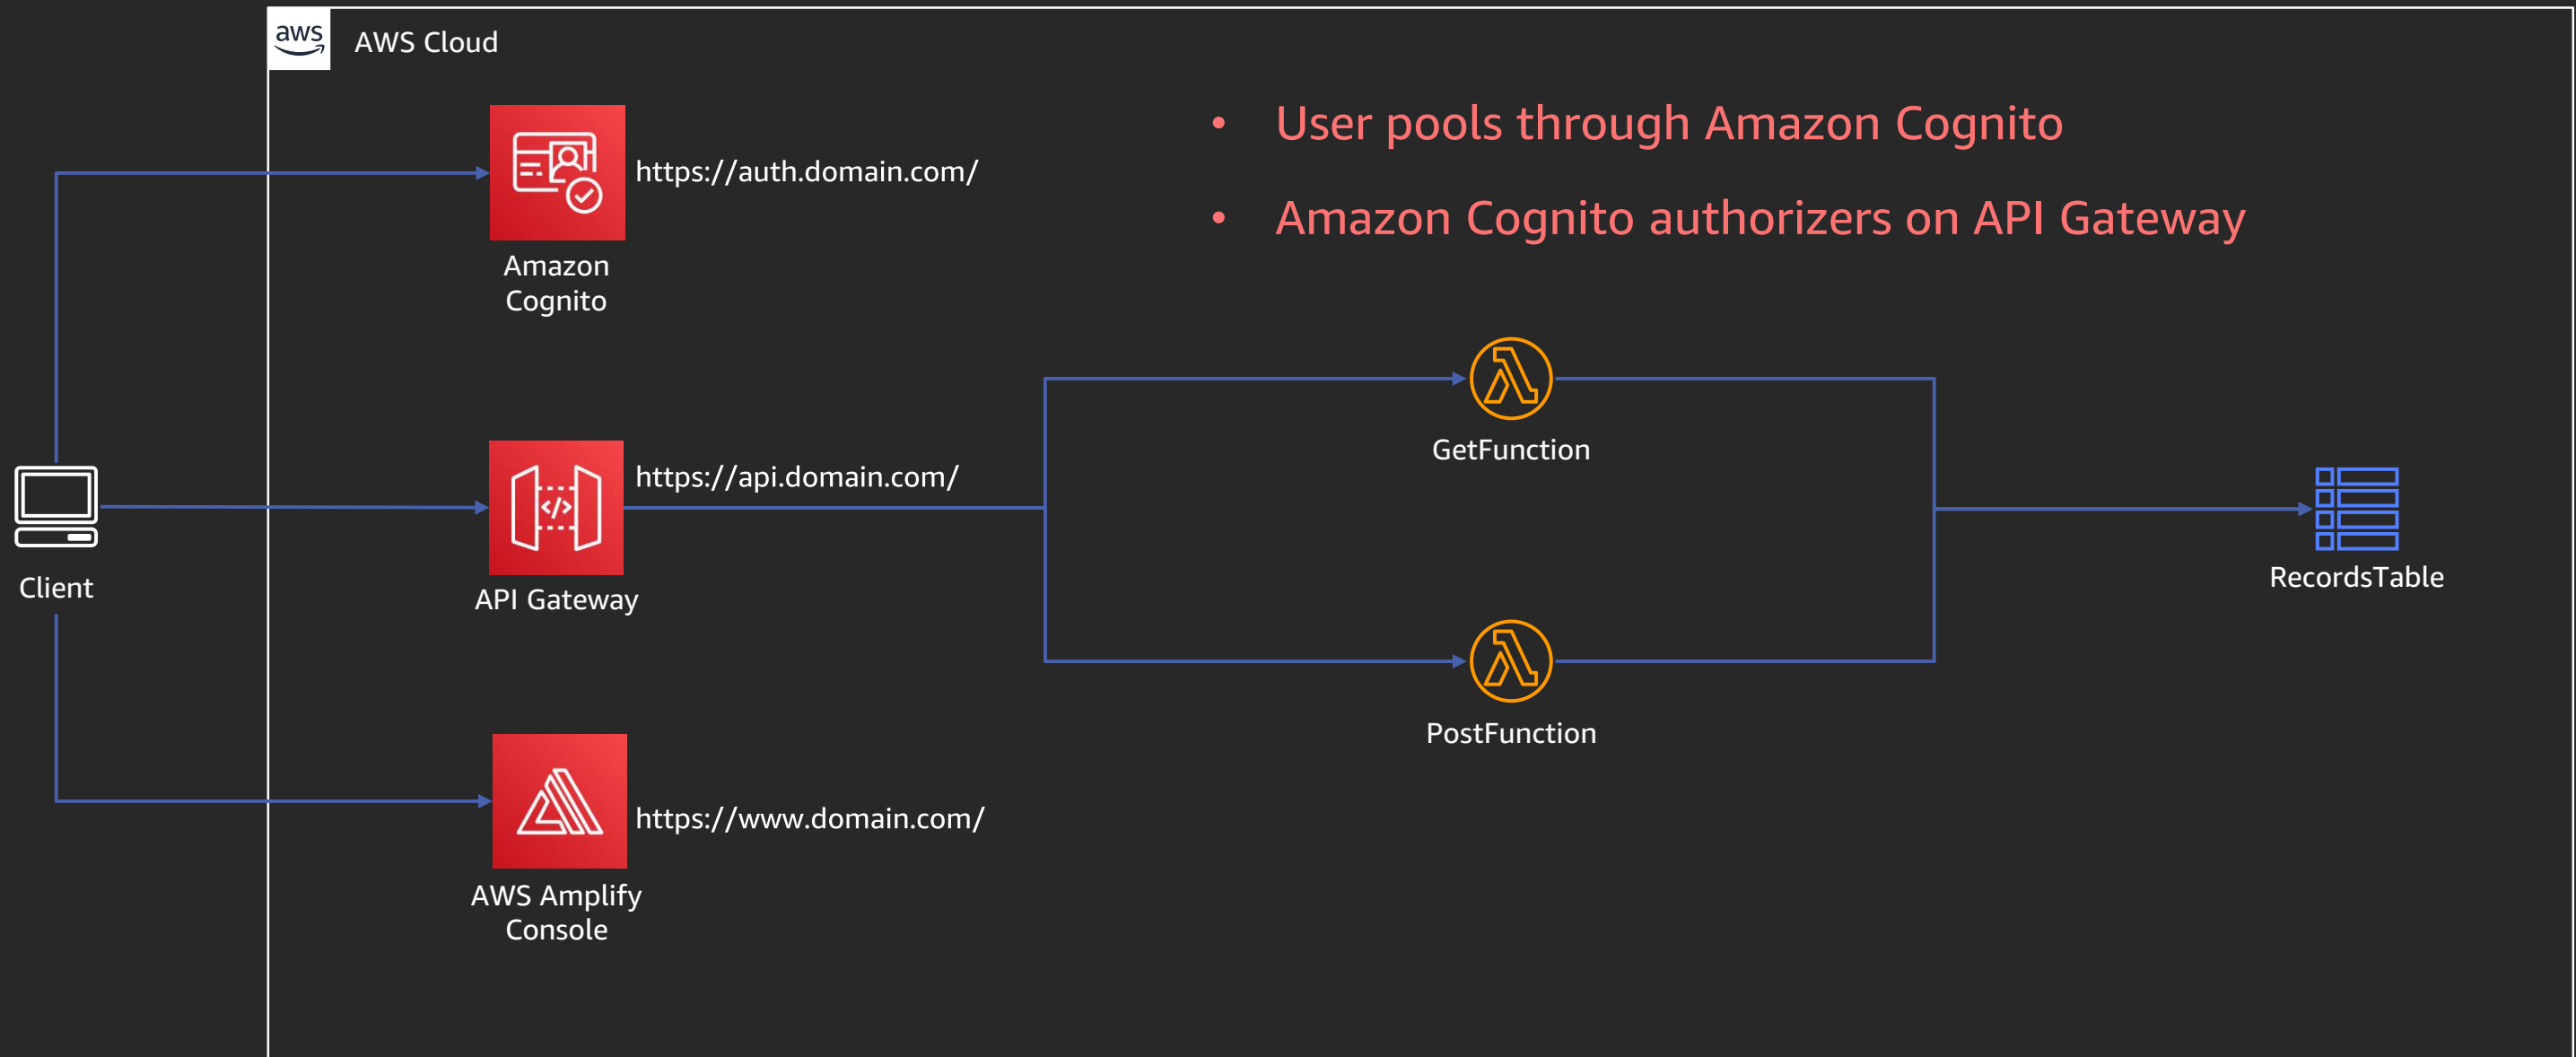 aws
AWS Cloud
• User pools through Amazon Cognito
• Amazon Cognito authorizers on API Gateway
https://auth.domain.com/
Amazon
Cognito
GetFunction
https://api.domain.com/
</>
API Gateway
Client
RecordsTable
PostFunction
https://www.domain.com/
AWS Amplify
Console